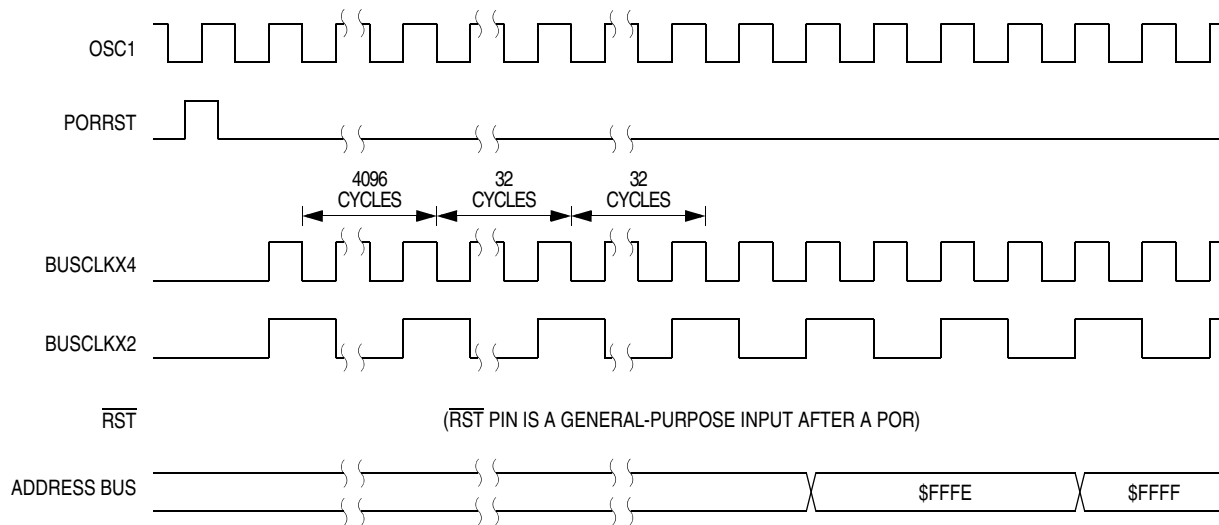 OSC1
PORRST
4096
CYCLES
32
CYCLES
32
CYCLES
BUSCLKX4
BUSCLKX2
RST
(RST PIN IS A GENERAL-PURPOSE INPUT AFTER A POR)
ADDRESS BUS
$FFFE
$FFFF